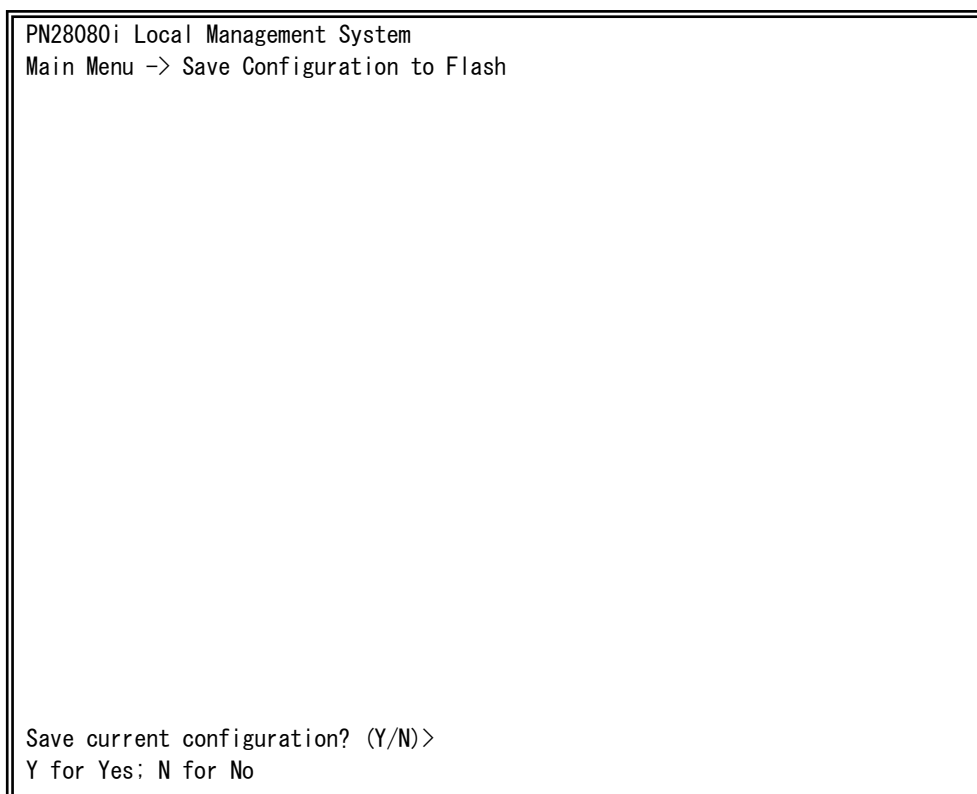 PN28080i Local Management System
Main Menu -> Save Configuration to Flash
Save current configuration? (Y/N)>
Y for Yes; N for No